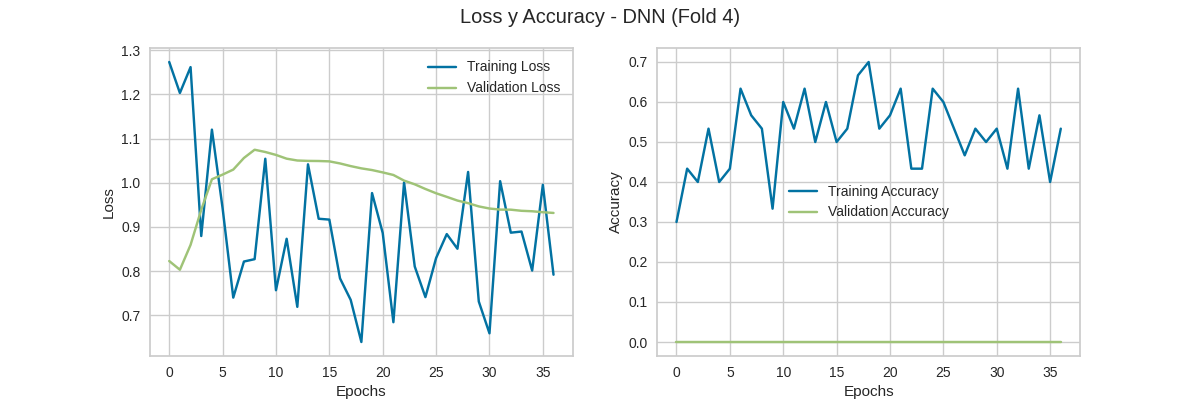 Loss y Accuracy - DNN (Fold 4)
1.3
1.2
1.1
1.0
0.9
0.8
0.7
Loss
Training Loss
Validation Loss
0 5 10 15 20 25 30 35
Epochs
0.7
0.6
0.5
0.4
0.3
0.2
0.1
0.0
Accuracy
Training Accuracy
Validation Accuracy
0 5 10 15 20 25 30 35
Epochs